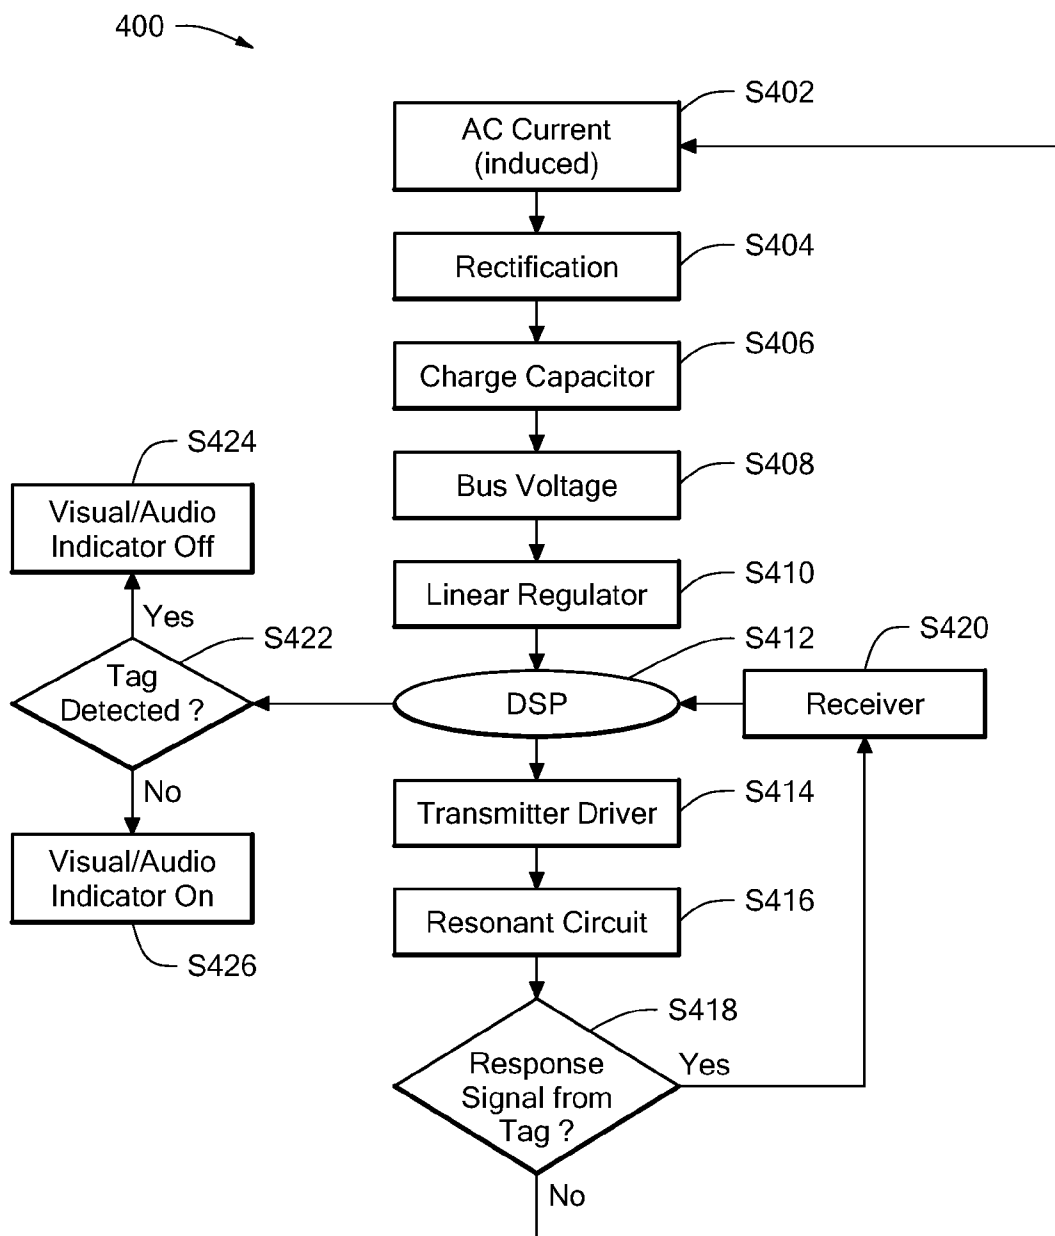 400
S402
AC Current
(induced)
S404
Rectification
S406
Charge Capacitor
S408
Bus Voltage
S424
Visual/Audio
Indicator Off
S410
Linear Regulator
Yes
S422
Tag
Detected ?
S412
DSP
S420
Receiver
No
S414
Transmitter Driver
Visual/Audio
Indicator On
S426
S416
Resonant Circuit
S418
Response
Signal from
Tag ?
Yes
No